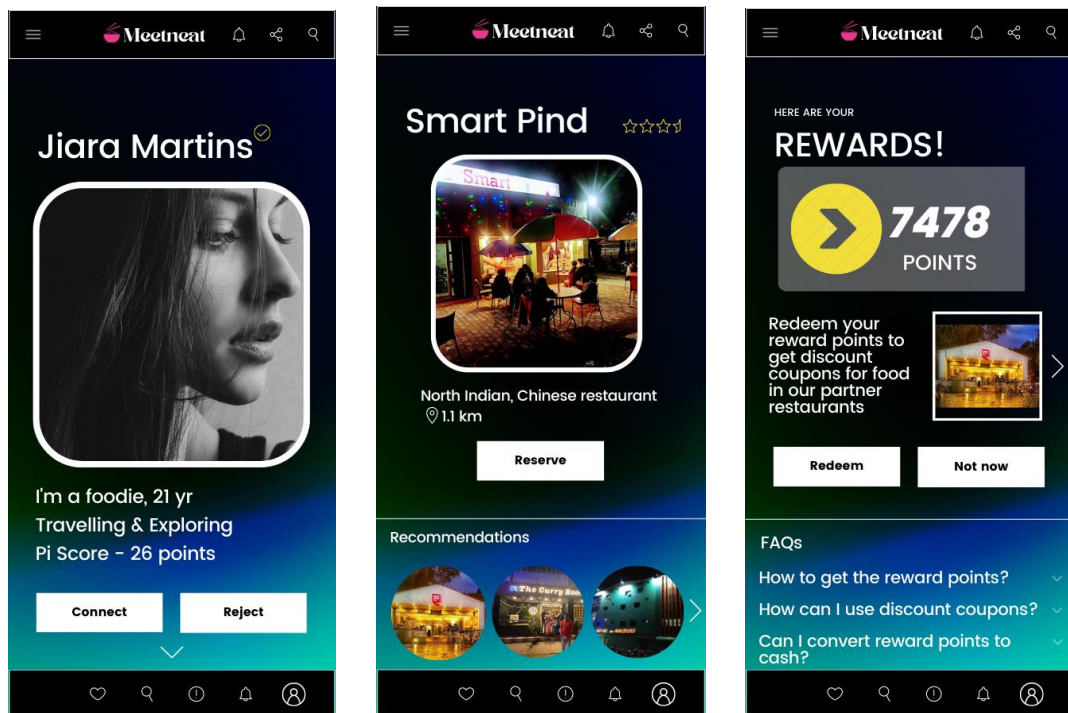 Meetneat
Jiara Martins
I'm a foodie, 21 yr
Travelling & Exploring
Pi Score - 26 points
Connect
Reject
Meetneat
Smart Pind
Smart
North Indian, Chinese restaurant
1.1 km
Reserve
Recommendations
The Curry Roo
Meetneat
HERE ARE YOUR
REWARDS!
7478
POINTS
Redeem your
reward points to
get discount
coupons for food
in our partner
restaurants
Redeem
Not now
FAQs
How to get the reward points?
How can I use discount coupons?
Can I convert reward points to
cash?